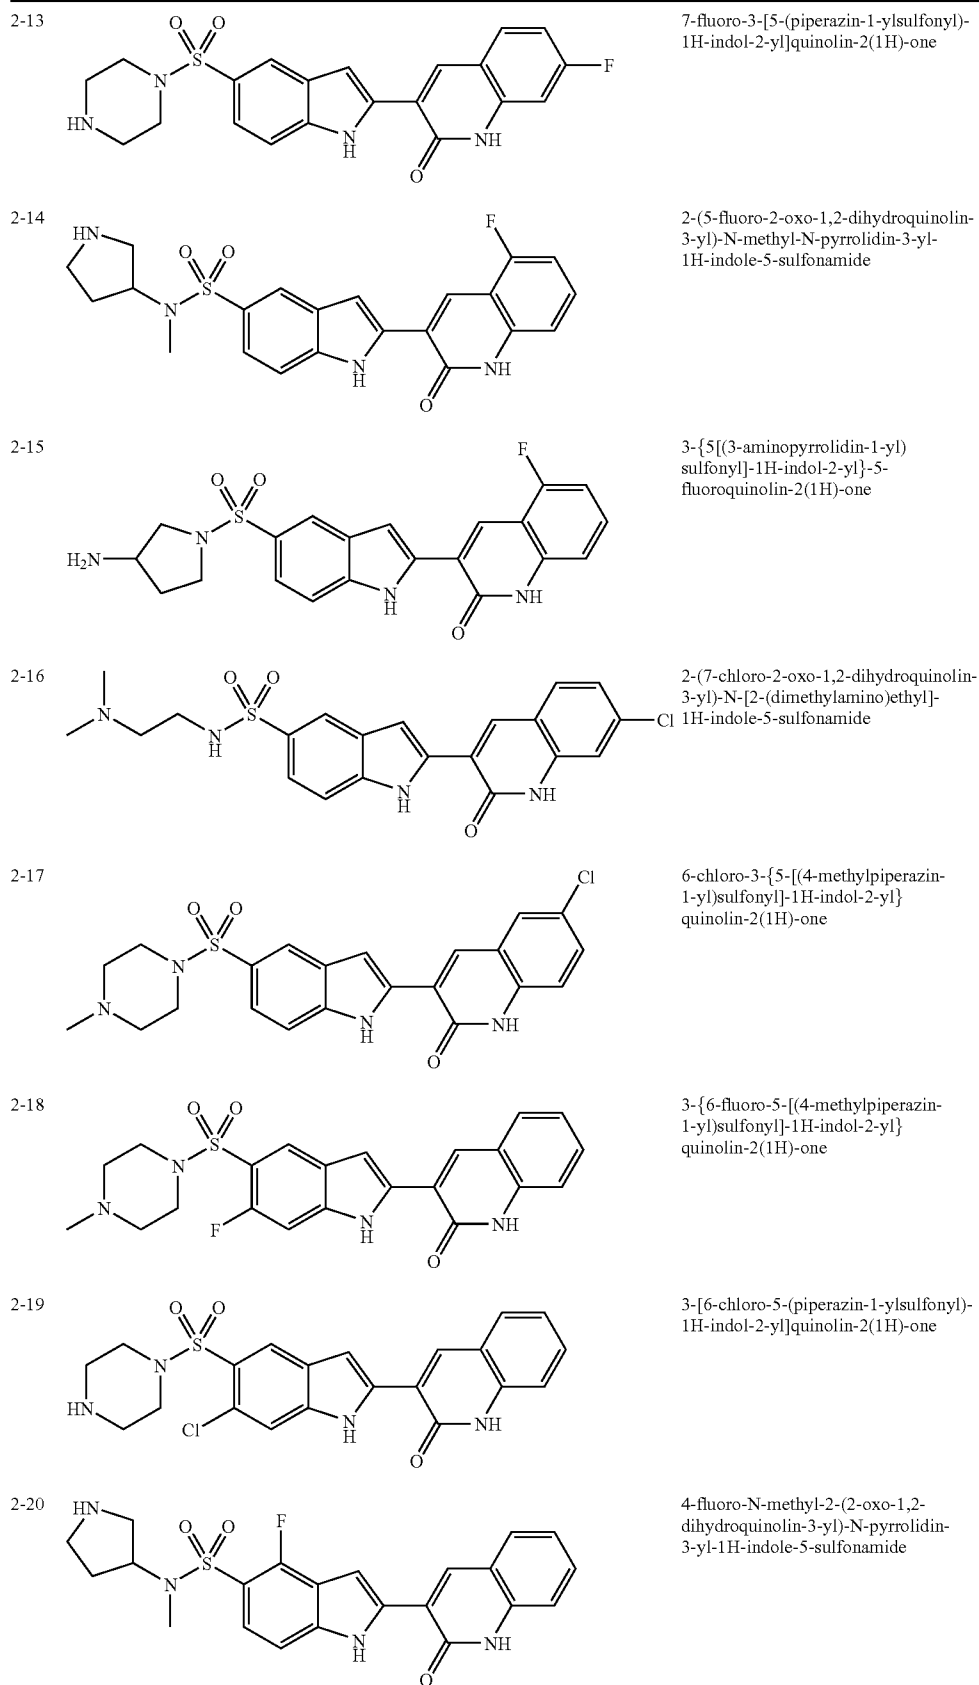 2-13
7-fluoro-3-[5-(piperazin-1-ylsulfonyl)-
1H-indol-2-yl]quinolin-2(1H)-one
O O
S
N
HN
N
H
O
NH
F
2-14
2-(5-fluoro-2-oxo-1,2-dihydroquinolin-
3-yl)-N-methyl-N-pyrrolidin-3-yl-
1H-indole-5-sulfonamide
HN
O O
S
N
N
H
F
O
NH
2-15
3-{5[(3-aminopyrrolidin-1-yl)
sulfonyl]-1H-indol-2-yl}-5-
fluoroquinolin-2(1H)-one
O O
S
N
H2N
N
H
F
O
NH
2-16
2-(7-chloro-2-oxo-1,2-dihydroquinolin-
3-yl)-N-[2-(dimethylamino)ethyl]-
1H-indole-5-sulfonamide
O O
S
N
N
H
N
H
O
NH
Cl
2-17
6-chloro-3-{5-[(4-methylpiperazin-
1-yl)sulfonyl]-1H-indol-2-yl}
quinolin-2(1H)-one
Cl
O O
S
N
N
N
H
O
NH
2-18
3-{6-fluoro-5-[(4-methylpiperazin-
1-yl)sulfonyl]-1H-indol-2-yl}
quinolin-2(1H)-one
O O
S
N
N
F
N
H
O
NH
2-19
3-[6-chloro-5-(piperazin-1-ylsulfonyl)-
1H-indol-2-yl]quinolin-2(1H)-one
O O
S
N
HN
Cl
N
H
O
NH
2-20
4-fluoro-N-methyl-2-(2-oxo-1,2-
dihydroquinolin-3-yl)-N-pyrrolidin-
3-yl-1H-indole-5-sulfonamide
HN
O O
S
F
N
N
H
O
NH